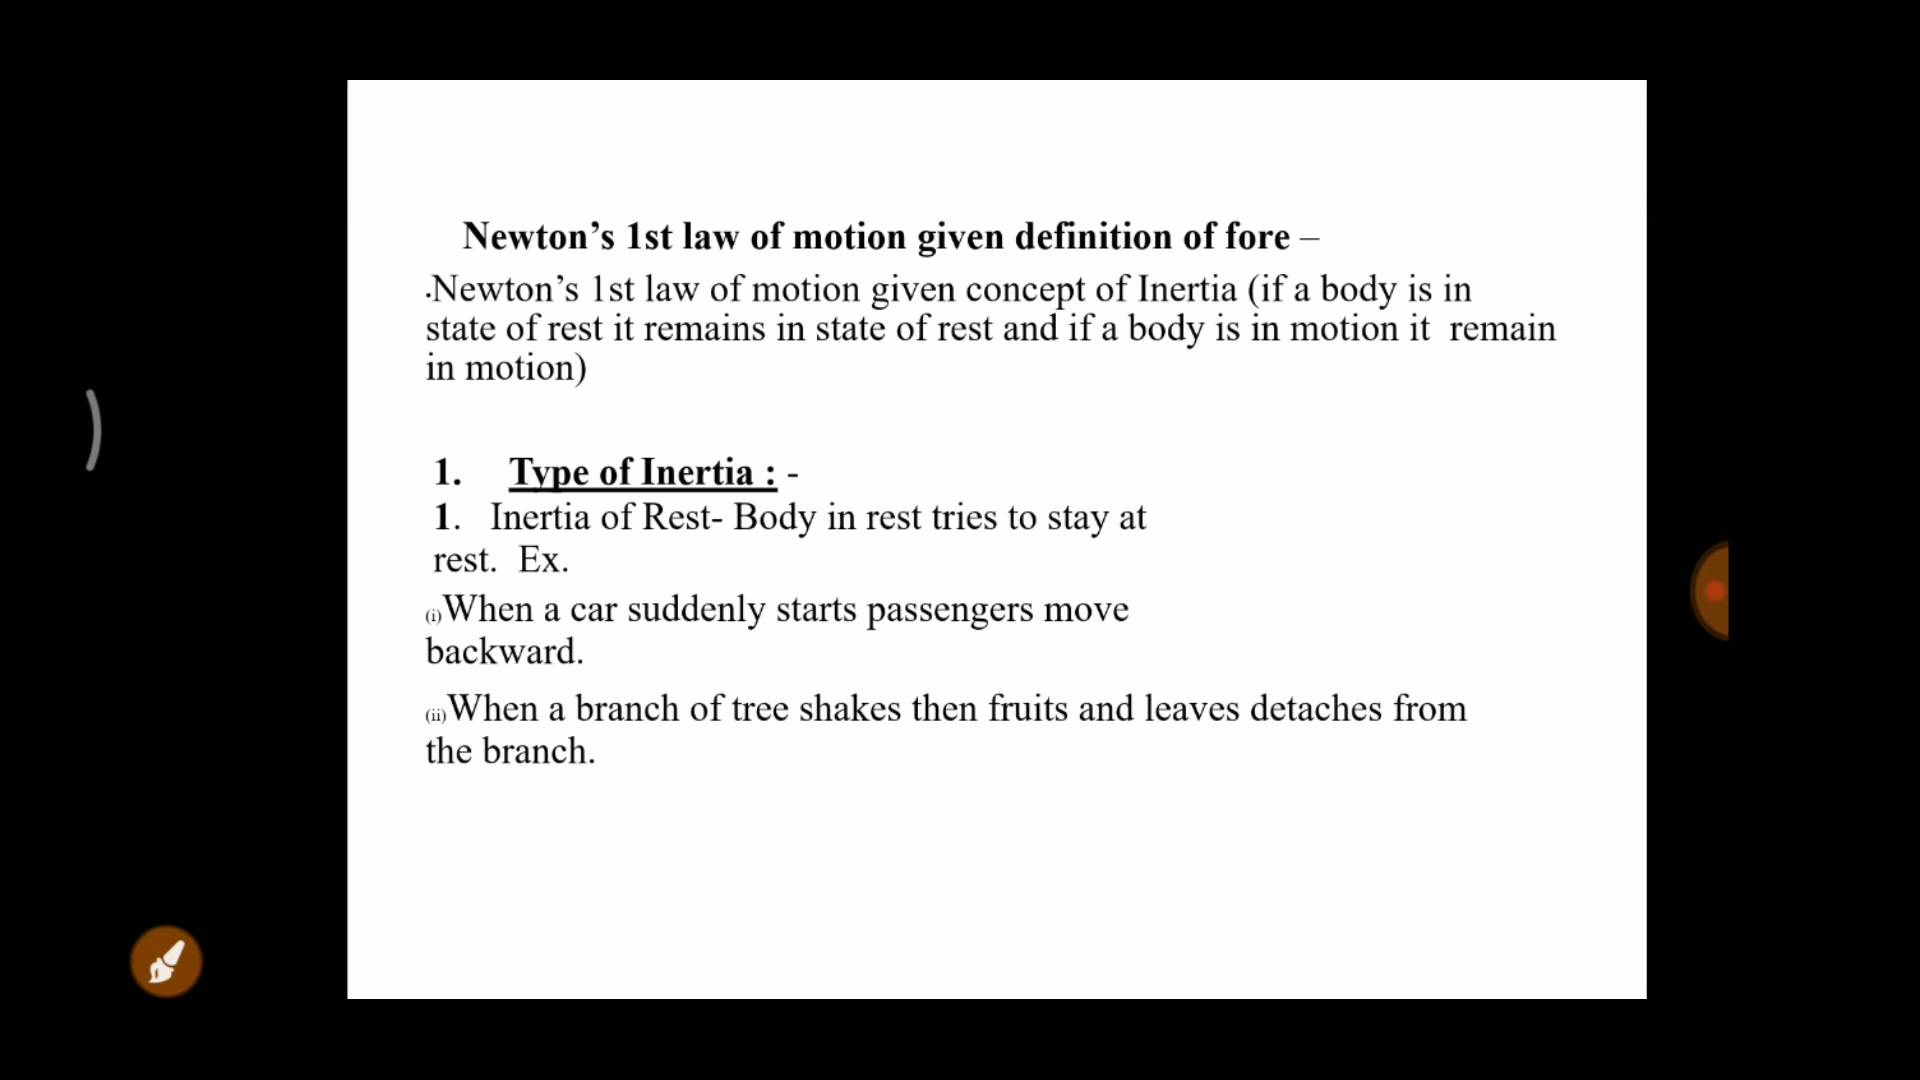 Newton’s 1st law of motion given definition of fore –
.Newton’s 1st law of motion given concept of Inertia (if a body is in
state of rest it remains in state of rest and if a body is in motion it remain
in motion)
1. Type of Inertia : -
1. Inertia of Rest- Body in rest tries to stay at
rest. Ex.
(i)When a car suddenly starts passengers move
backward.
(ii)When a branch of tree shakes then fruits and leaves detaches from
the branch.